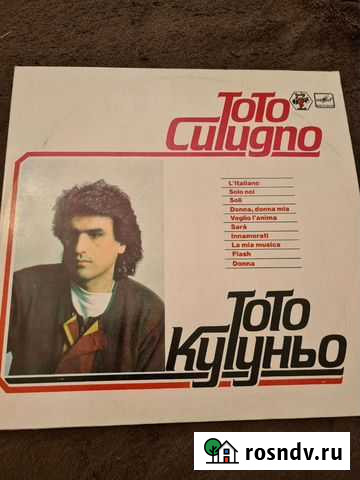 Toto
Cutugno
L'Italiano
Solo noi
Soli
Donna, donna mia
Voglio l'anima
Sarà
Innamorati
La mia musica
Flash
Donna
Тото
Кутуньо
rosndv.ru